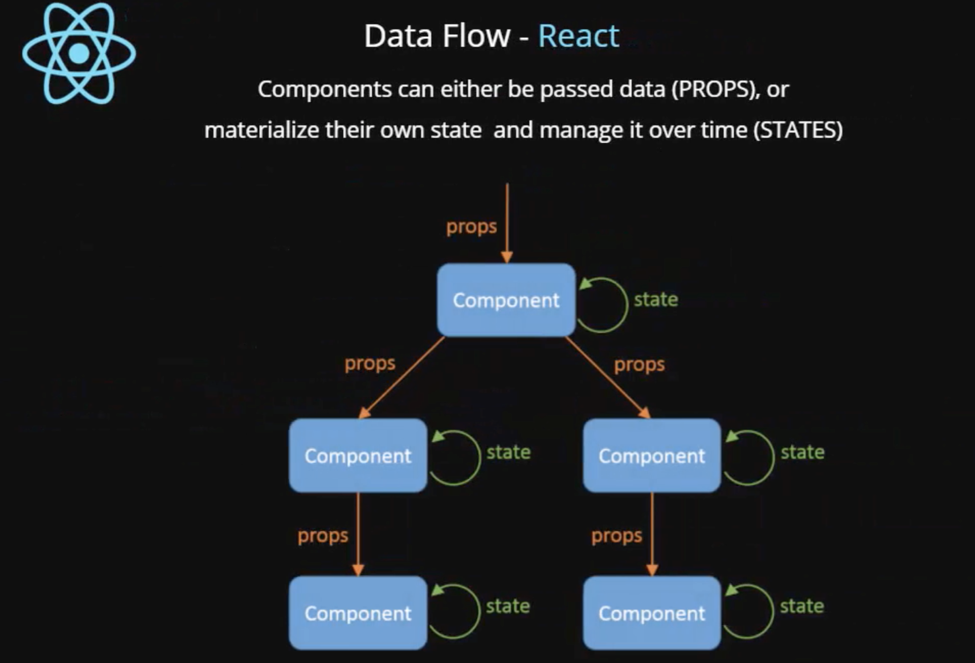 Data Flow - React
Components can either be passed data (PROPS), or
materialize their own state and manage it over time (STATES)
props
Component
state
props
props
Component
state
Component
state
props
props
Component
state
Component
state